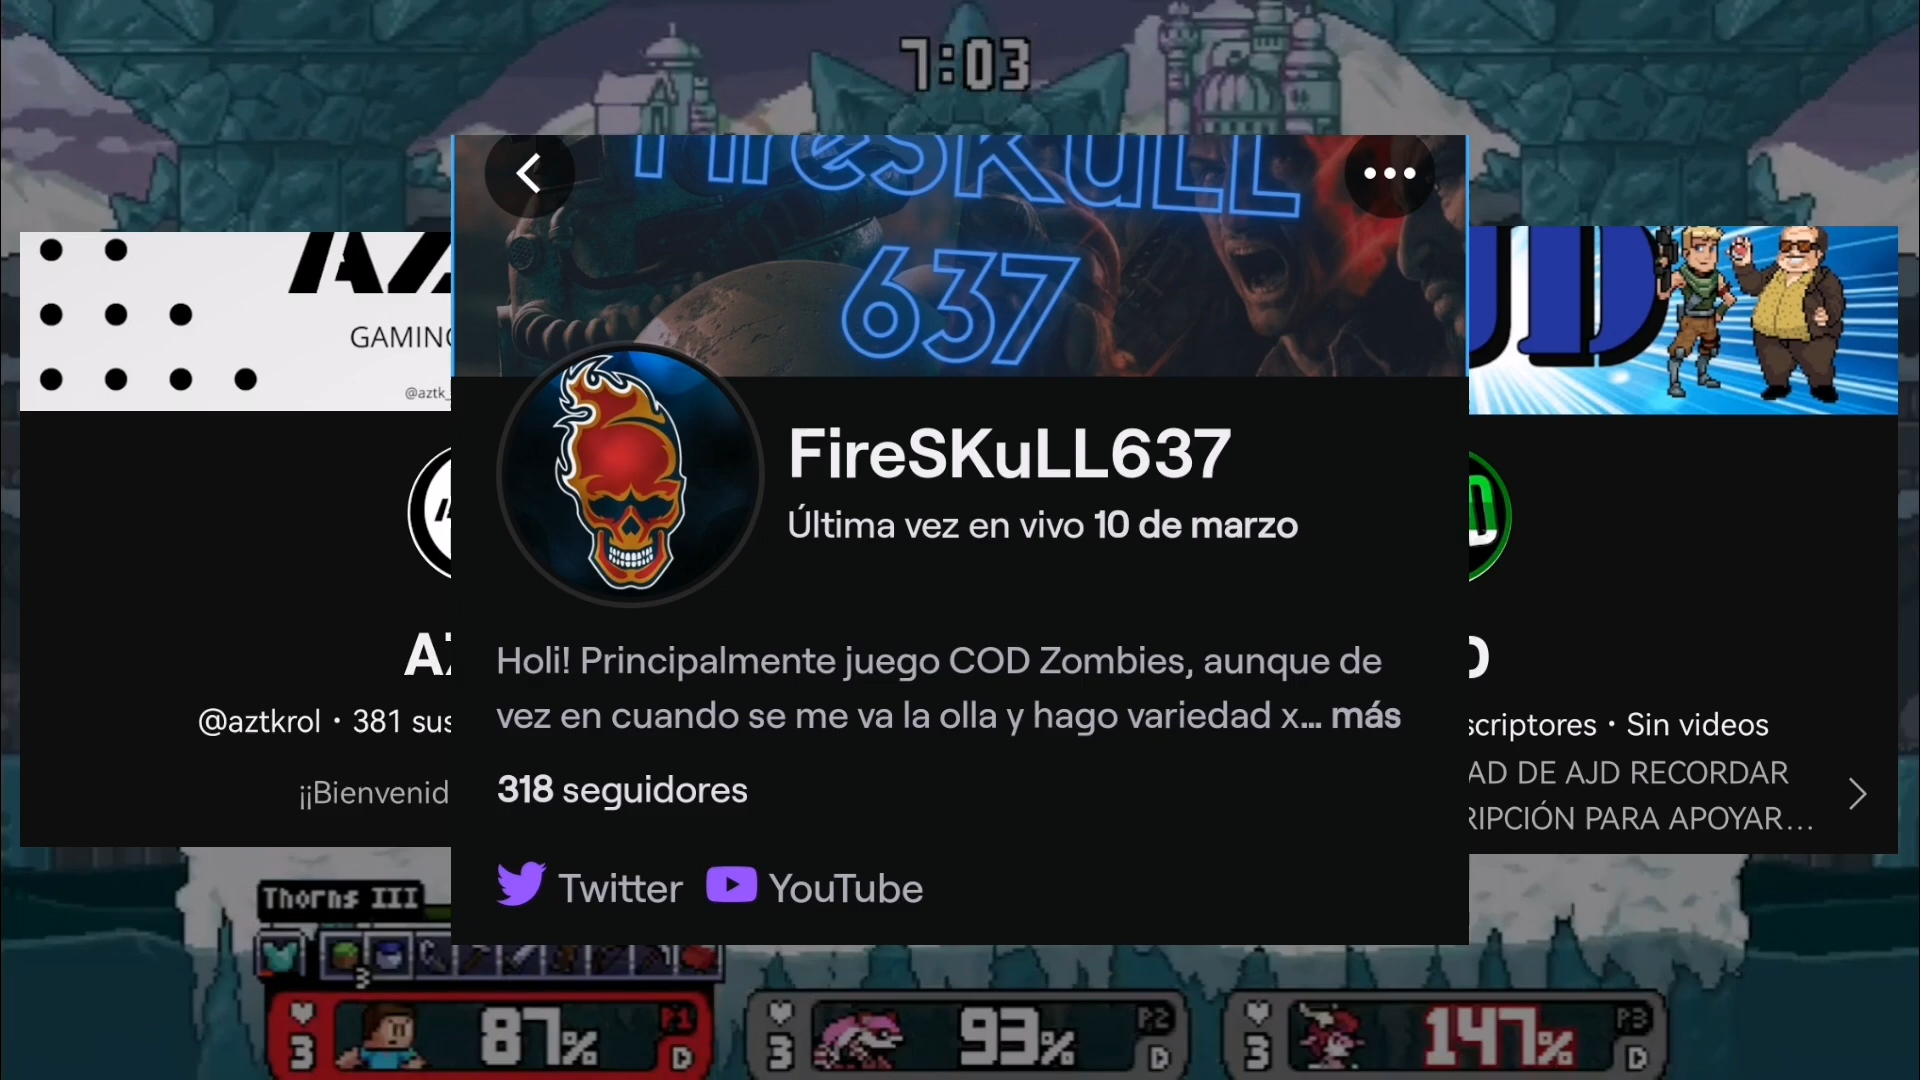 7:03
FireSKuLL
637
GAMING
@aztk_
FireSKuLL637
Última vez en vivo 10 de marzo
Holi! Principalmente juego COD Zombies, aunque de
vez en cuando se me va la olla y hago variedad x... más
318 seguidores
Twitter YouTube
@aztkrol · 381 sus
¡¡Bienvenid
scriptores · Sin videos
AD DE AJD RECORDAR
RIPCIÓN PARA APOYAR...
Thorns III
3
3 87% P1 D
3 93% P2 D
3 147% P3 D